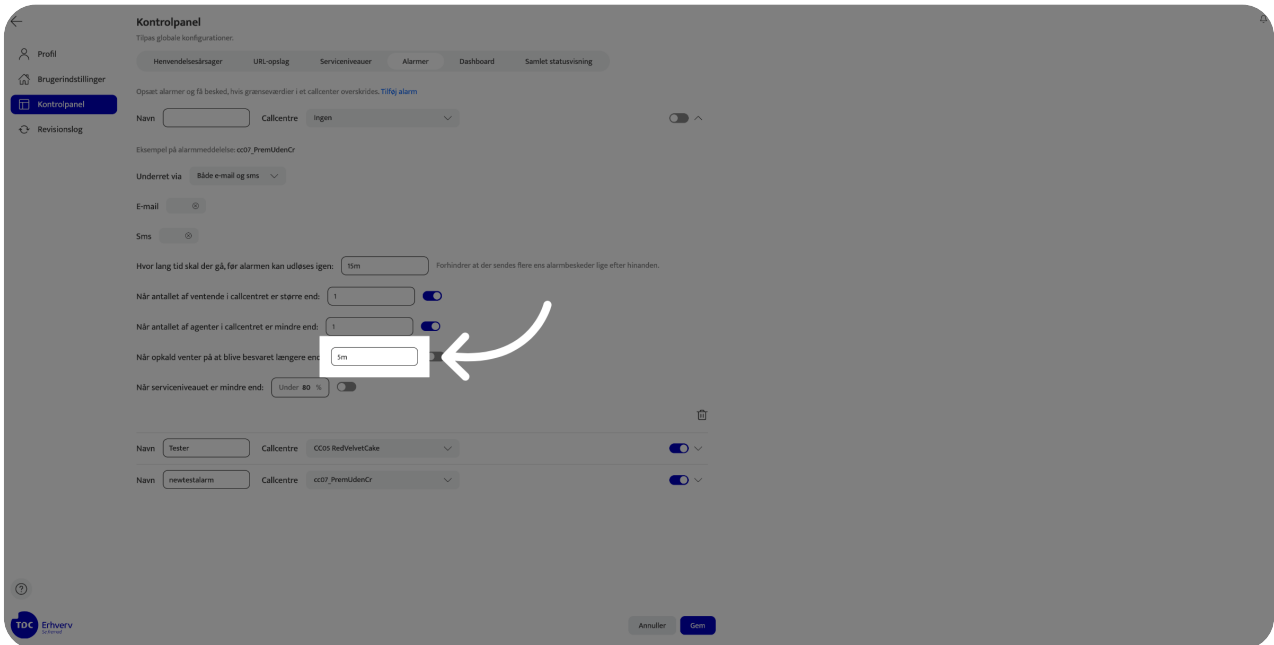 Kontrolpanel
Tilpas globale konfigurationer.
Profil
Brugerindstillinger
Kontrolpanel
Revisionslog
Henvendelsesårsager URL-opslag Serviceniveauer Alarmer Dashboard Samlet statusvisning
Opsæt alarmer og få besked, hvis grænseværdier i et callcenter overskrides. Tilføj alarm
Navn Callcentre Ingen
Eksempel på alarmmeddelelse: cc07_PremUdenCr
Underret via Både e-mail og sms
E-mail
Sms
Hvor lang tid skal der gå, før alarmen kan udløses igen: 15m Forhindrer at der sendes flere ens alarmbeskeder lige efter hinanden.
Når antallet af ventende i callcentret er større end: 1
Når antallet af agenter i callcentret er mindre end: 1
Når opkald venter på at blive besvaret længere end 5m
Når serviceniveauet er mindre end: Under 80 %
Navn Tester Callcentre CC05 RedVelvetCake
Navn newtestalarm Callcentre cc07_PremUdenCr
?
TDC Erhverv
Annuller Gem